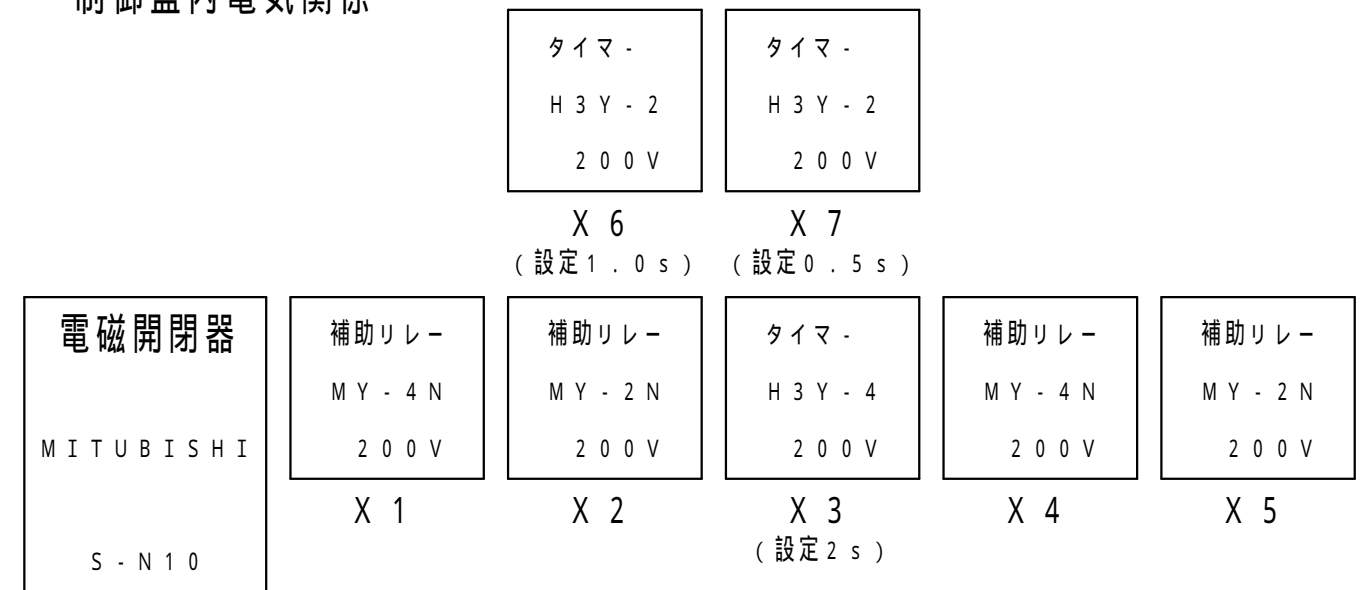 制御盤内電気関係
タイマ-
H3Y-2
200V
X6
(設定1.0s)
タイマ-
H3Y-2
200V
X7
(設定0.5s)
電磁開閉器
MITUBISHI
S-N10
補助リレー
MY-4N
200V
X1
補助リレー
MY-2N
200V
X2
タイマ-
H3Y-4
200V
X3
(設定2s)
補助リレー
MY-4N
200V
X4
補助リレー
MY-2N
200V
X5